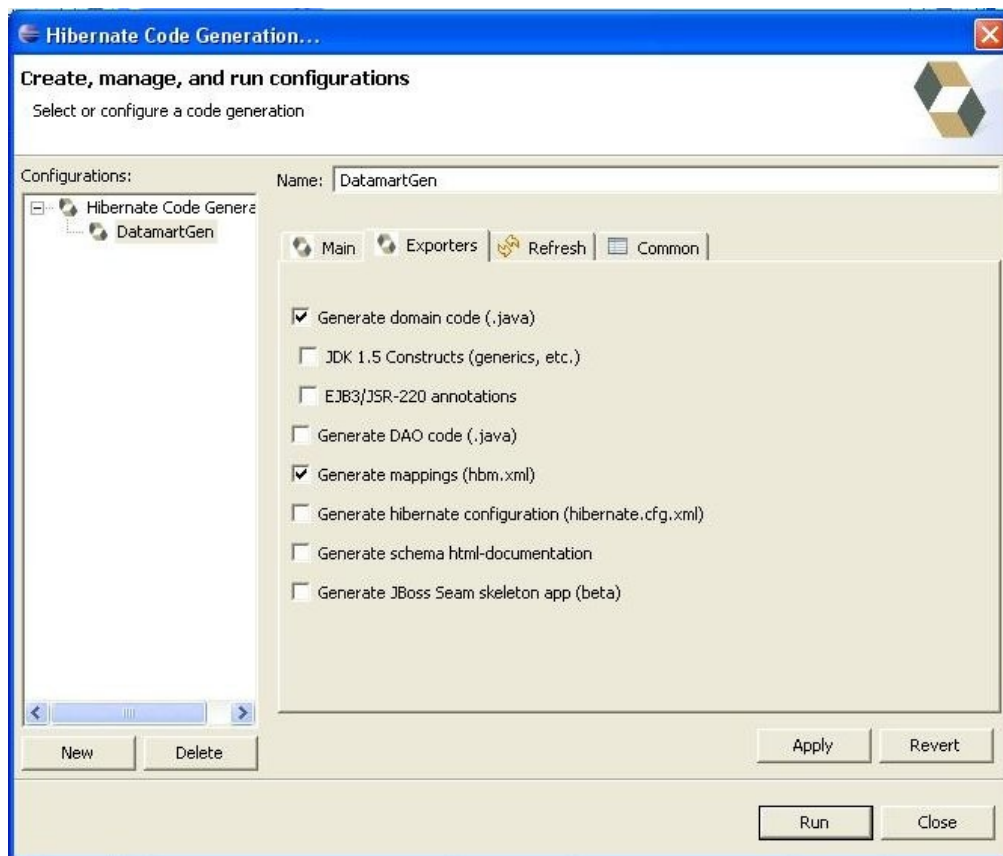 Hibernate Code Generation...
Create, manage, and run configurations
Select or configure a code generation
Configurations:
Hibernate Code Genera
DatamartGen
New
Delete
Name:
DatamartGen
Main
Exporters
Refresh
Common
Generate domain code (.java)
JDK 1.5 Constructs (generics, etc.)
EJB3/JSR-220 annotations
Generate DAO code (.java)
Generate mappings (hbm.xml)
Generate hibernate configuration (hibernate.cfg.xml)
Generate schema html-documentation
Generate JBoss Seam skeleton app (beta)
Apply
Revert
Run
Close